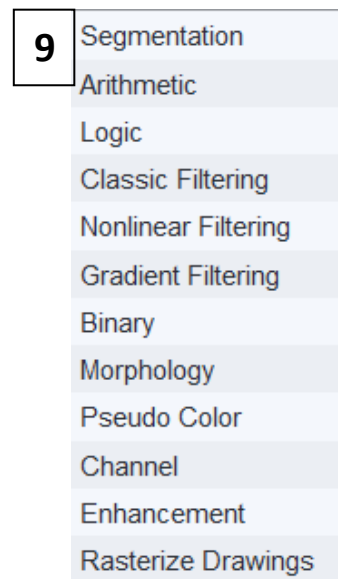 9
Segmentation
Arithmetic
Logic
Classic Filtering
Nonlinear Filtering
Gradient Filtering
Binary
Morphology
Pseudo Color
Channel
Enhancement
Rasterize Drawings